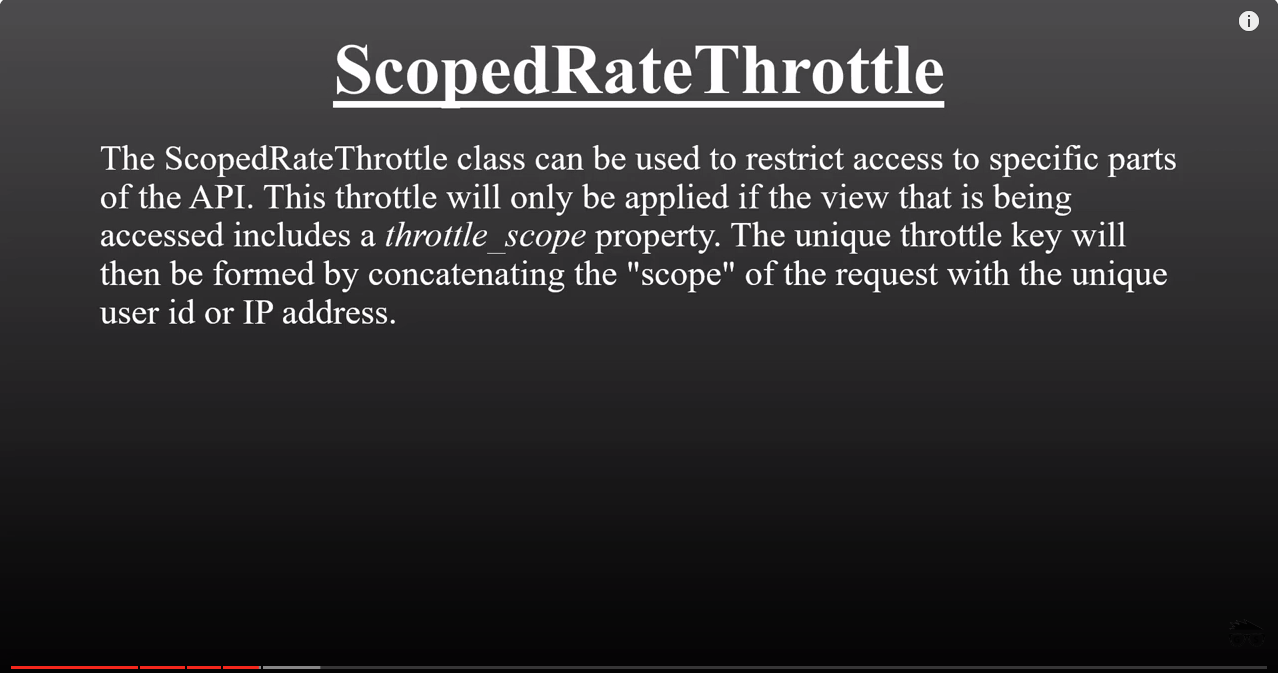 ScopedRateThrottle
The ScopedRateThrottle class can be used to restrict access to specific parts
of the API. This throttle will only be applied if the view that is being
accessed includes a throttle_scope property. The unique throttle key will
then be formed by concatenating the "scope" of the request with the unique
user id or IP address.